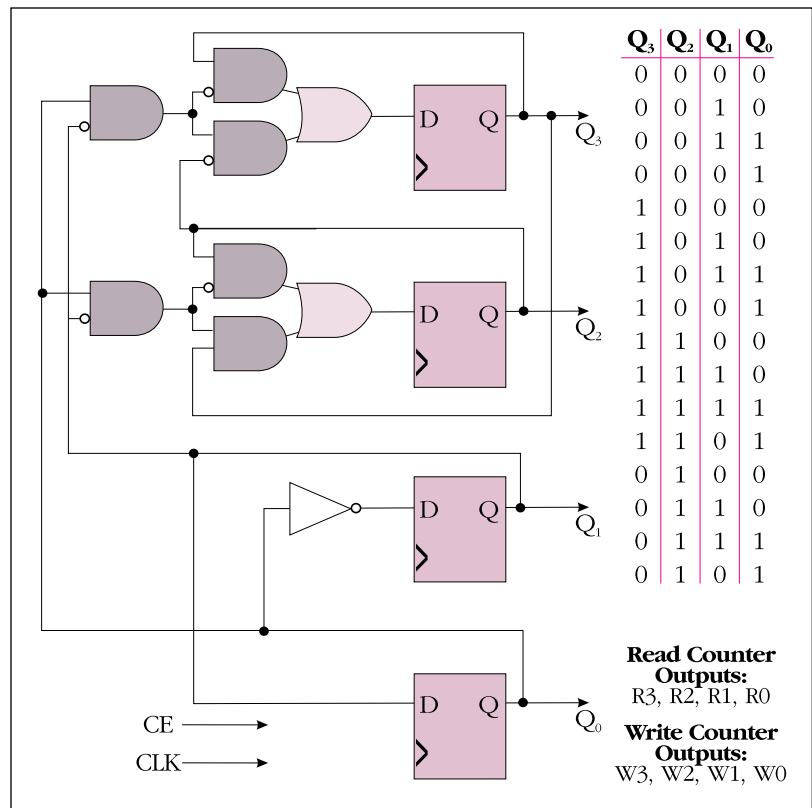 Q₃ Q₂ Q₁ Q₀
0 0 0 0
0 0 1 0
0 0 1 1
0 0 0 1
1 0 0 0
1 0 1 0
1 0 1 1
1 0 0 1
1 1 0 0
1 1 1 0
1 1 1 1
1 1 0 1
0 1 0 0
0 1 1 0
0 1 1 1
0 1 0 1
D Q
Q₃
D Q
Q₂
D Q
Q₁
D Q
Q₀
CE
CLK
Read Counter
Outputs:
R3, R2, R1, R0
Write Counter
Outputs:
W3, W2, W1, W0